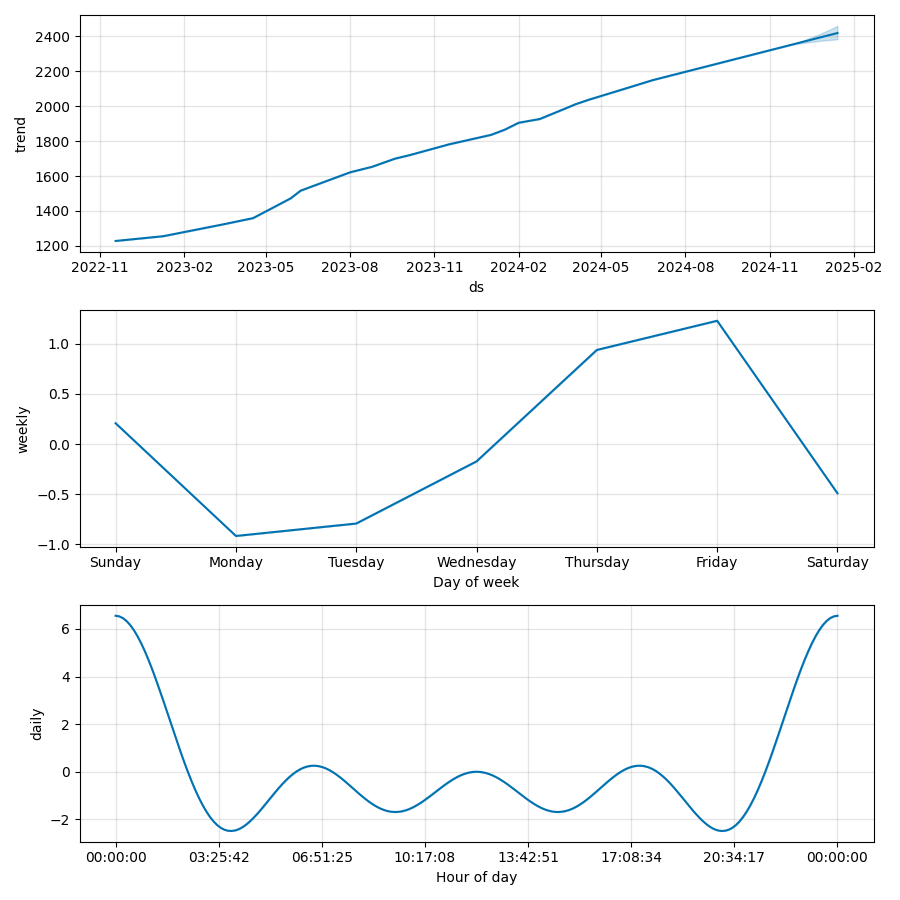 trend
2400
2200
2000
1800
1600
1400
1200
2022-11 2023-02 2023-05 2023-08 2023-11 2024-02 2024-05 2024-08 2024-11 2025-02
ds
weekly
1.0
0.5
0.0
−0.5
−1.0
Sunday Monday Tuesday Wednesday Thursday Friday Saturday
Day of week
daily
6
4
2
0
−2
00:00:00 03:25:42 06:51:25 10:17:08 13:42:51 17:08:34 20:34:17 00:00:00
Hour of day